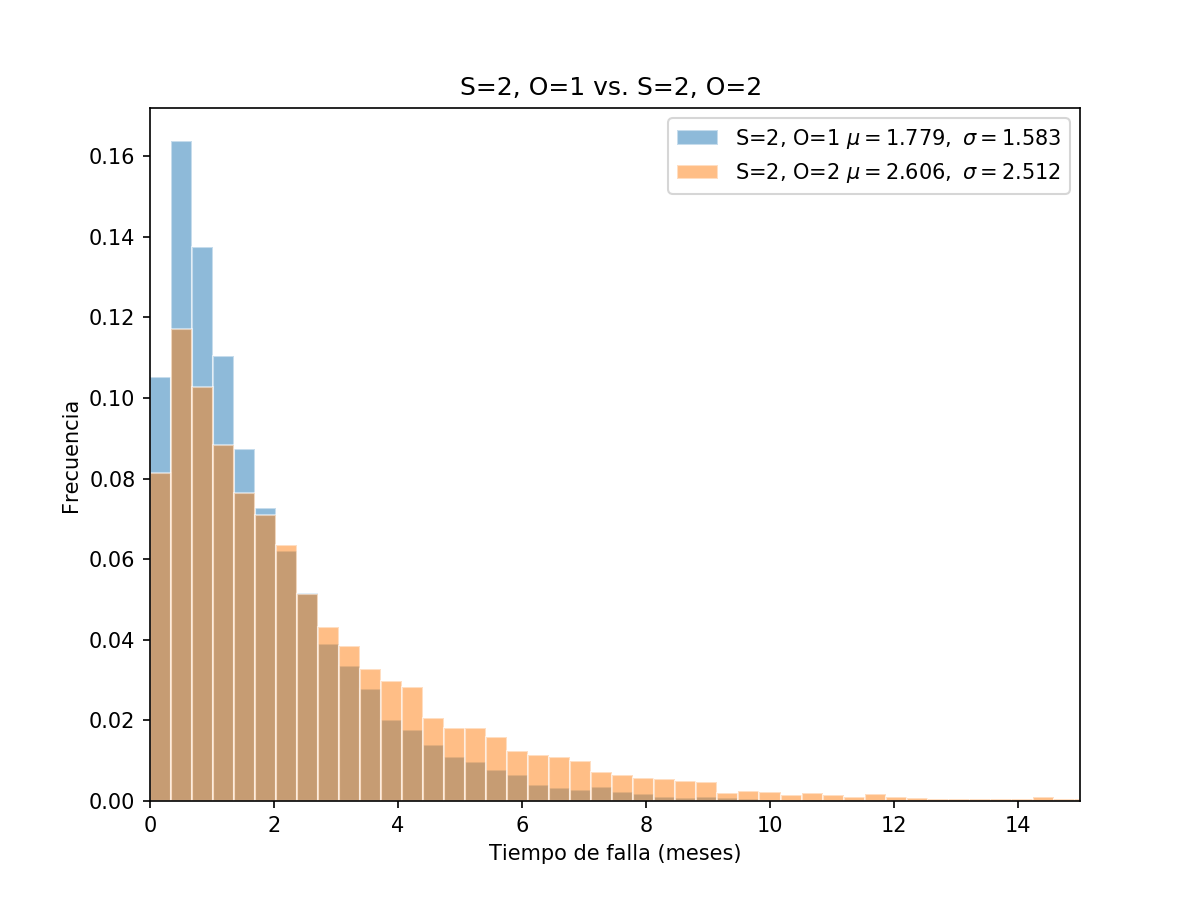 S=2, O=1 vs. S=2, O=2
S=2, O=1 μ = 1.779, σ = 1.583
S=2, O=2 μ = 2.606, σ = 2.512
Frecuencia
0.16
0.14
0.12
0.10
0.08
0.06
0.04
0.02
0.00
0 2 4 6 8 10 12 14
Tiempo de falla (meses)